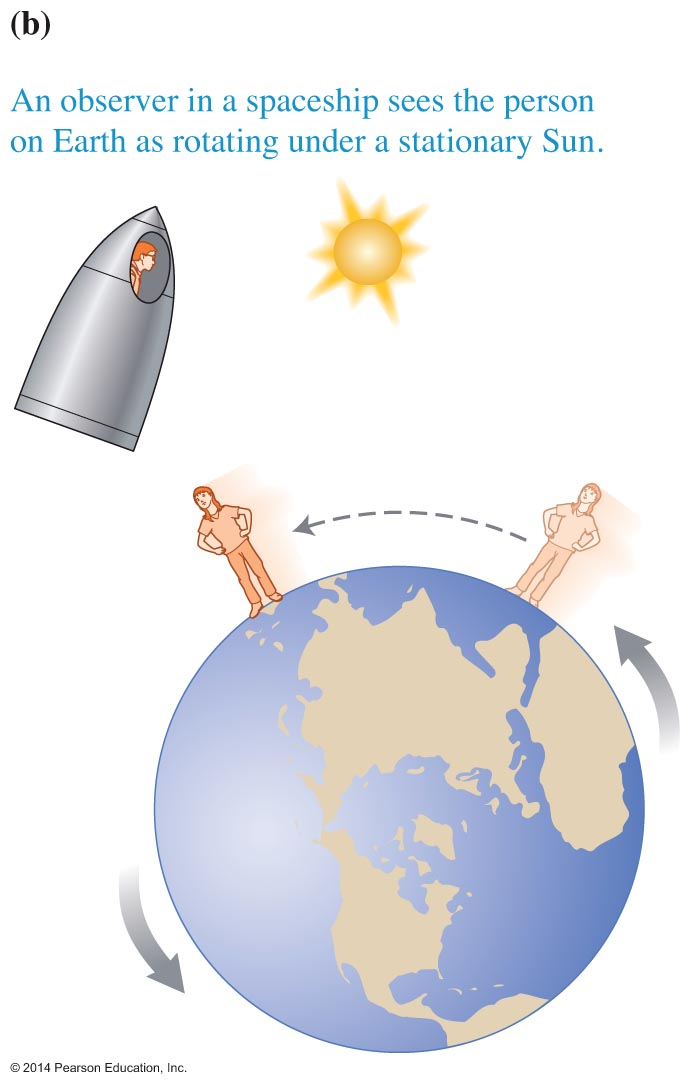 (b)
An observer in a spaceship sees the person
on Earth as rotating under a stationary Sun.
© 2014 Pearson Education, Inc.